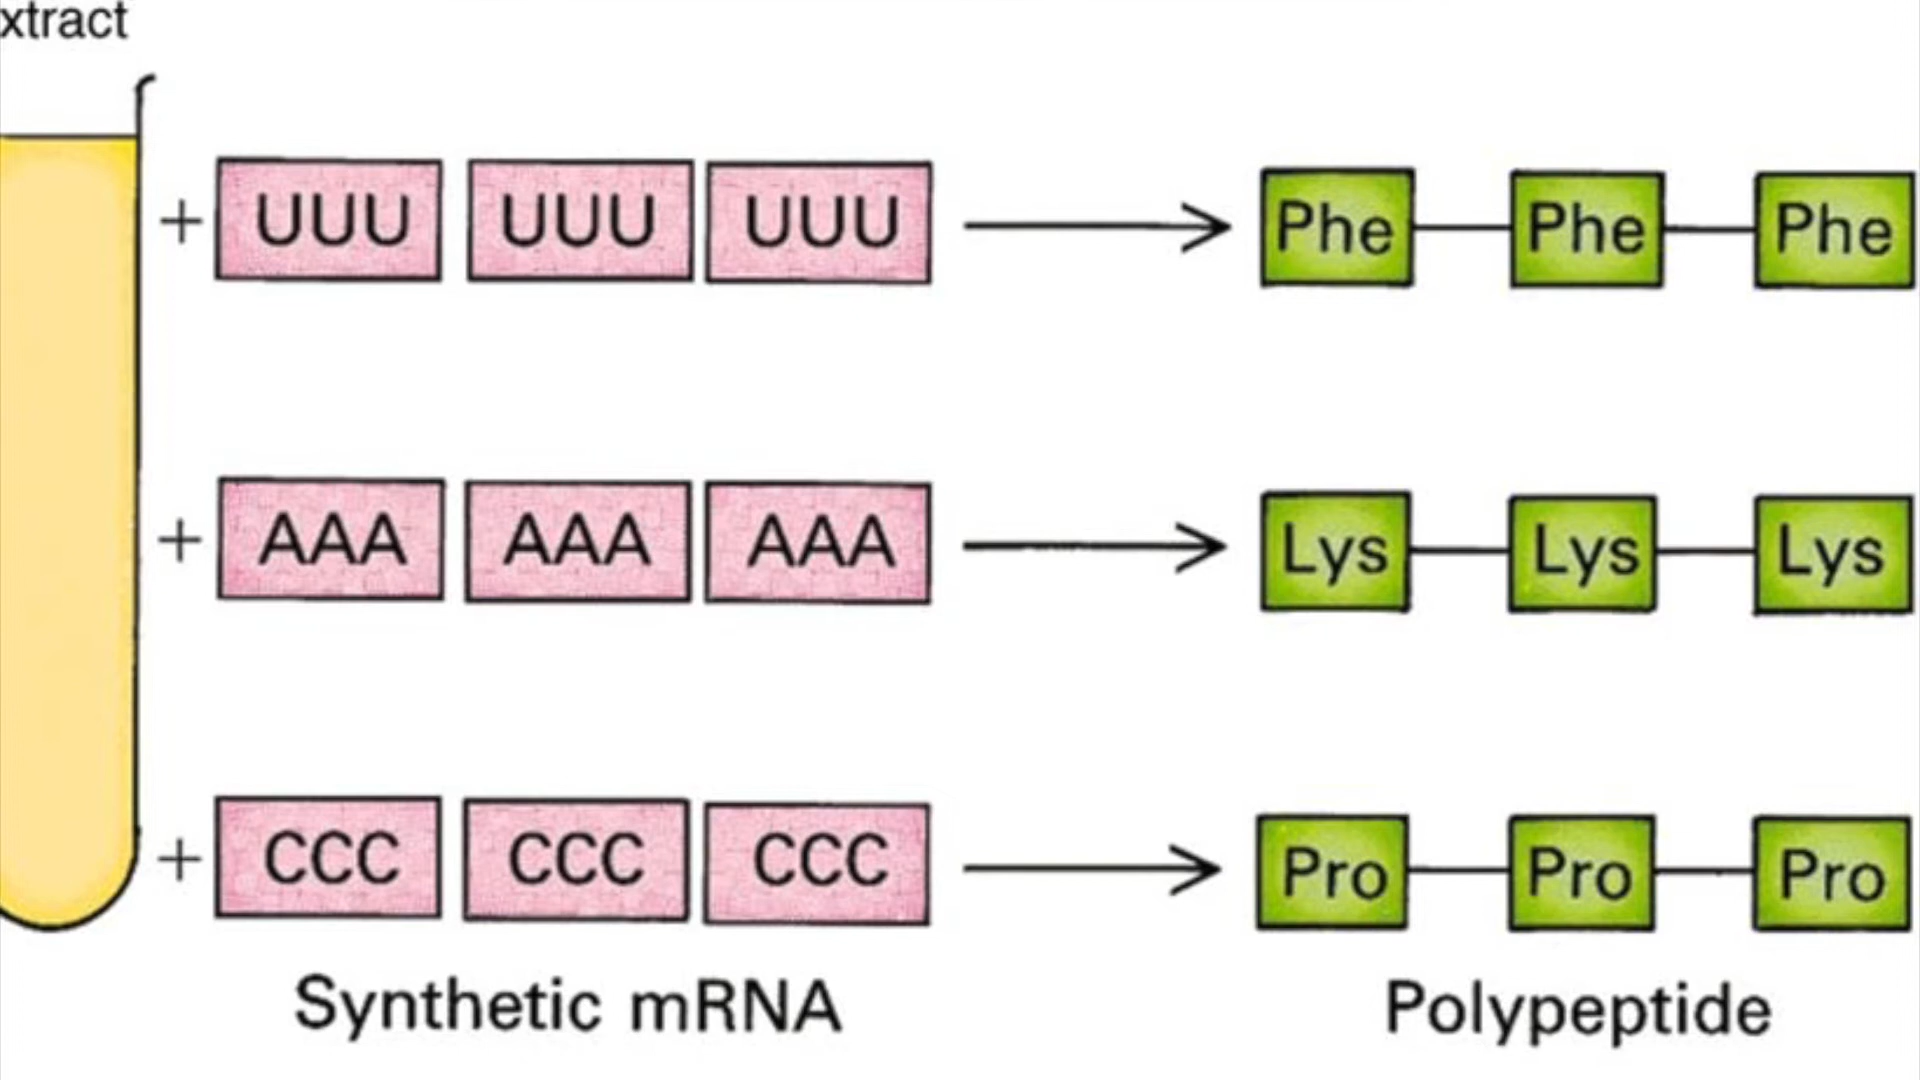 xtract
+ UUU UUU UUU Phe Phe Phe
+ AAA AAA AAA Lys Lys Lys
+ CCC CCC CCC Pro Pro Pro
Synthetic mRNA Polypeptide